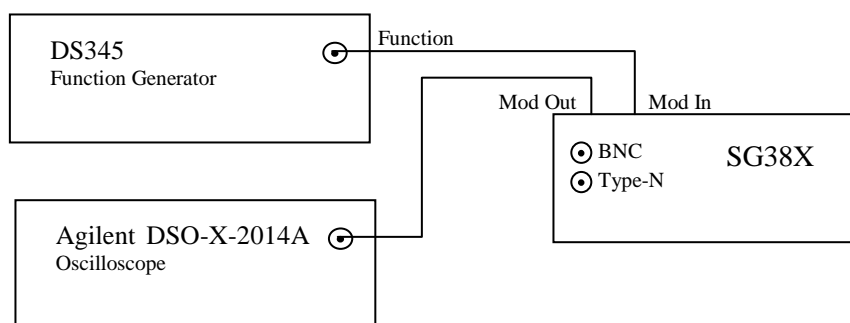 DS345
Function Generator
Function
Mod Out
Mod In
BNC
Type-N
SG38X
Agilent DSO-X-2014A
Oscilloscope